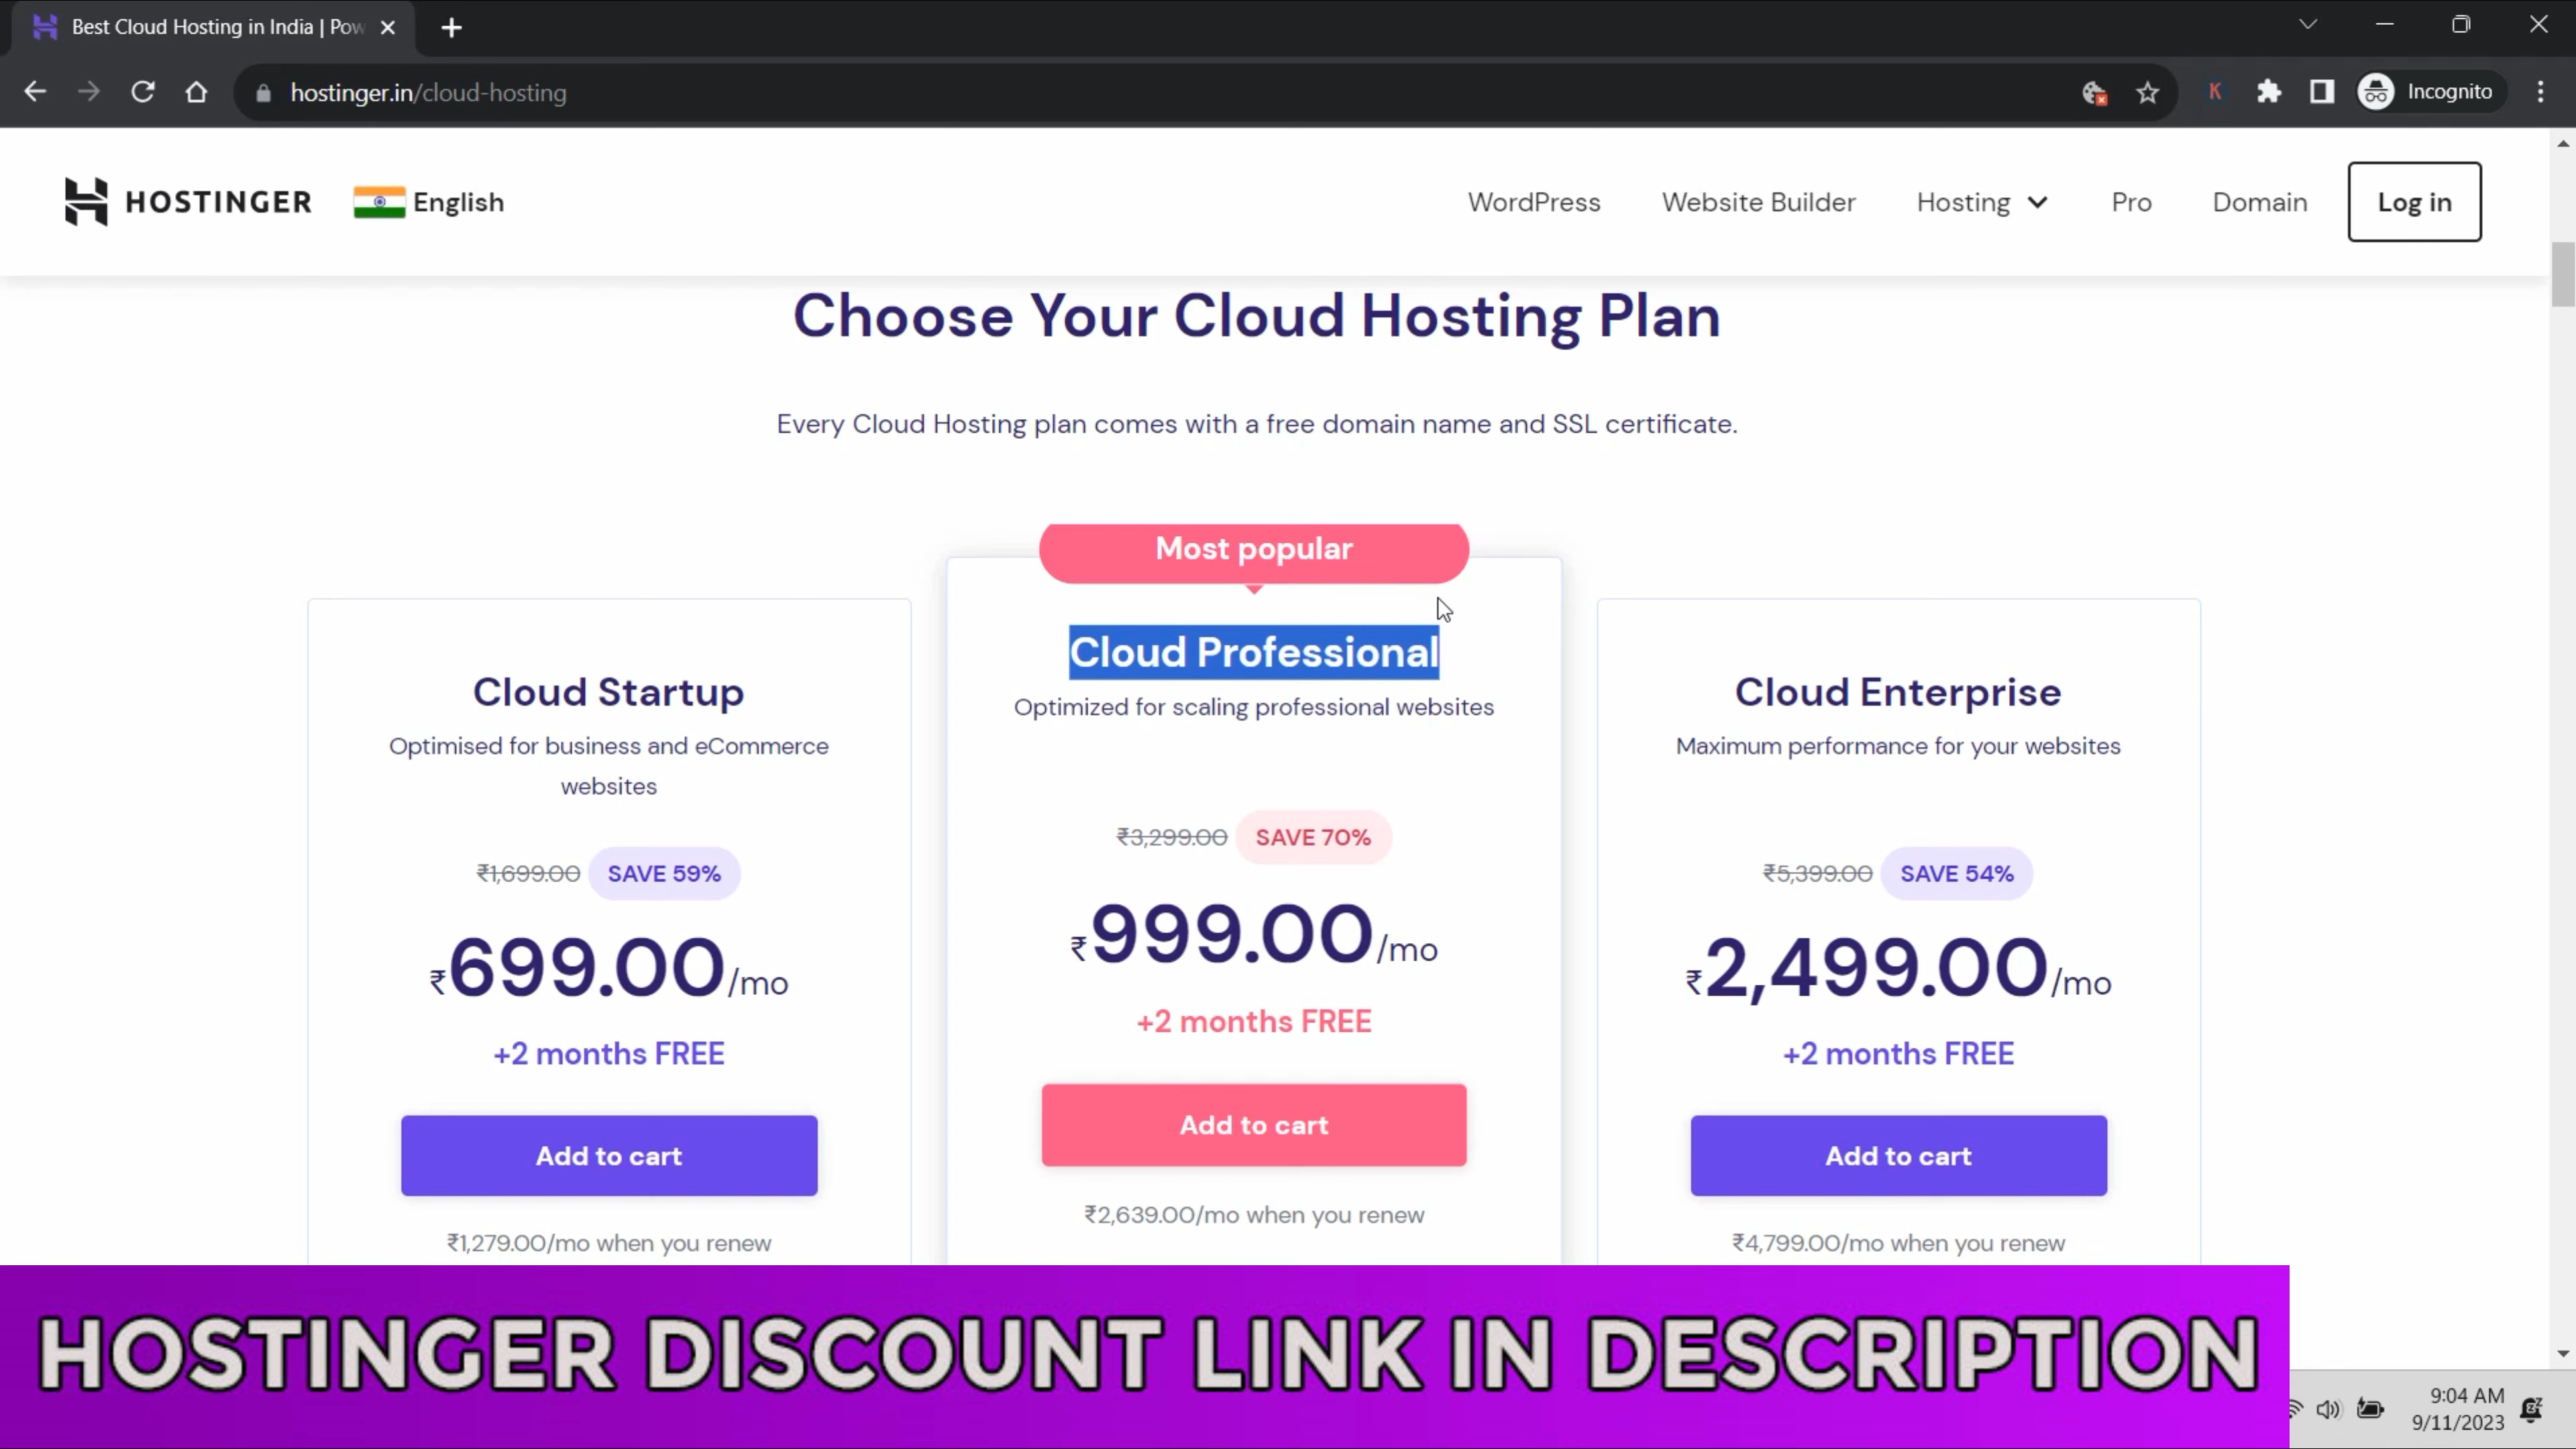 Best Cloud Hosting in India | Pow
hostinger.in/cloud-hosting
K
Incognito
HOSTINGER
English
WordPress
Website Builder
Hosting
Pro
Domain
Log in
Choose Your Cloud Hosting Plan
Every Cloud Hosting plan comes with a free domain name and SSL certificate.
Cloud Startup
Optimised for business and eCommerce
websites
₹1,699.00 SAVE 59%
₹699.00/mo
+2 months FREE
Add to cart
₹1,279.00/mo when you renew
Most popular
Cloud Professional
Optimized for scaling professional websites
₹3,299.00 SAVE 70%
₹999.00/mo
+2 months FREE
Add to cart
₹2,639.00/mo when you renew
Cloud Enterprise
Maximum performance for your websites
₹5,399.00 SAVE 54%
₹2,499.00/mo
+2 months FREE
Add to cart
₹4,799.00/mo when you renew
HOSTINGER DISCOUNT LINK IN DESCRIPTION
9:04 AM
9/11/2023